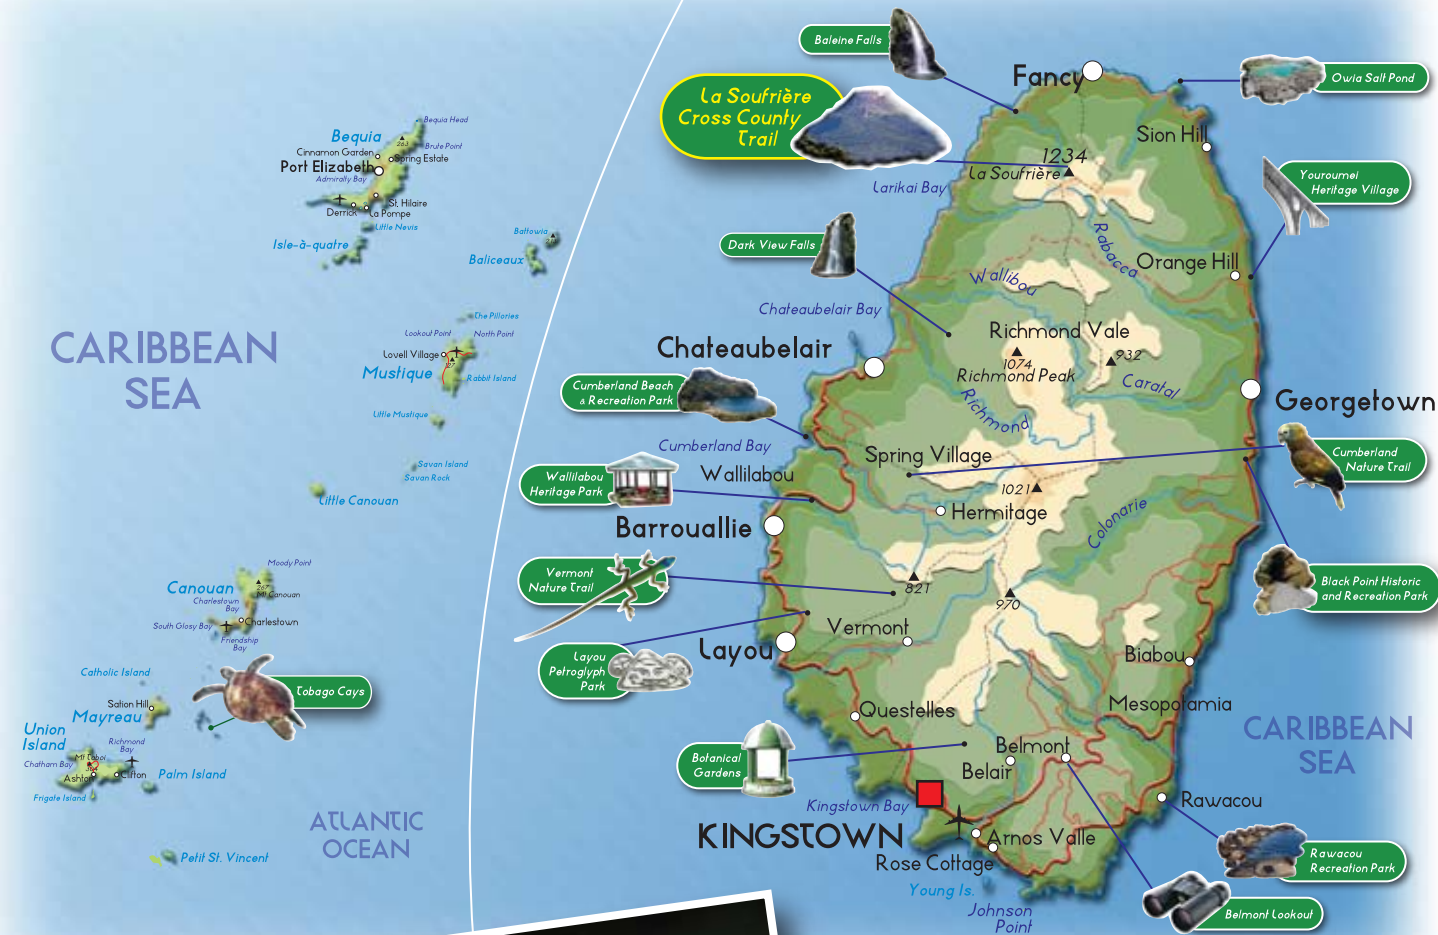 Baleine Falls
La Soufrière
Cross County
Trail
Fancy
Owia Salt Pond
Sion Hill
1234
La Soufrière
Larikai Bay
Youroumei
Heritage Village
Rabacca
Dark View Falls
Orange Hill
Wallibou
Chateaubelair Bay
Richmond Vale
Chateaubelair
1074
932
Richmond Peak
Caratal
Cumberland Beach
& Recreation Park
Richmond
Georgetown
Cumberland Bay
Spring Village
Cumberland
Nature Trail
Wallilabou
Wallilabou
Heritage Park
1021
Hermitage
Colonarie
Barrouallie
Vermont
Nature Trail
821
970
Black Point Historic
and Recreation Park
Vermont
Layou
Layou
Petroglyph
Park
Biabou
Questelles
Mesopotamia
CARIBBEAN
SEA
Belmont
Belair
Botanical
Gardens
Kingstown Bay
KINGSTOWN
Rawacou
Arnos Valle
Rose Cottage
Young Is.
Johnson
Point
Rawacou
Recreation Park
Belmont Lookout
Bequia Head
Bequia
263
Brute Point
Cinnamon Garden
Spring Estate
Port Elizabeth
Admiralty Bay
St. Hilaire
Derrick
La Pompe
Little Nevis
Isle-à-quatre
Battowia
Baliceaux
The Pillories
Lookout Point
North Point
Lovell Village
Mustique
Rabbit Island
Little Mustique
CARIBBEAN
SEA
Savan Island
Savan Rock
Little Canouan
Moody Point
Canouan
267
Mt Canouan
Charlestown
Bay
Charlestown
South Glosy Bay
Friendship
Bay
Catholic Island
Tobago Cays
Sation Hill
Mayreau
Union
Island
Richmond
Bay
Chatham Bay
Mt Taboi
Ashton
Clifton
Palm Island
Frigate Island
ATLANTIC
OCEAN
Petit St. Vincent